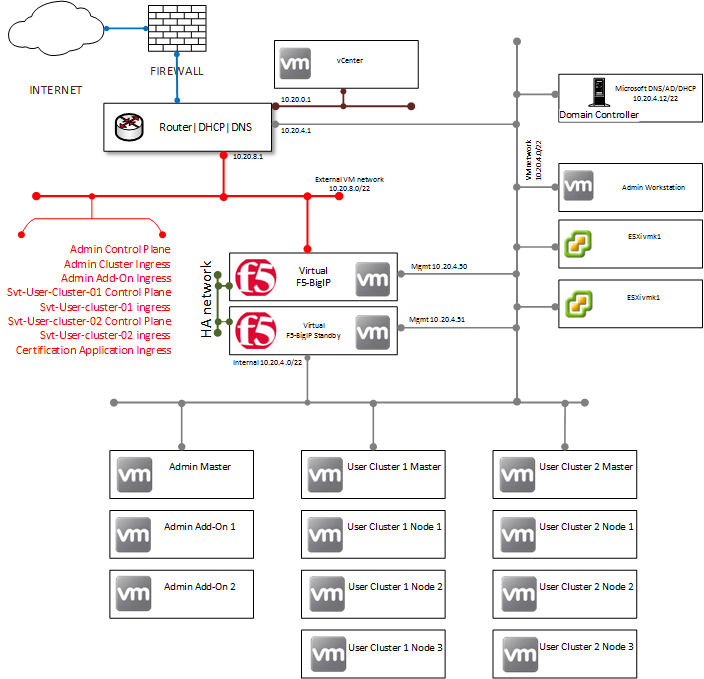 INTERNET
FIREWALL
vm
vCenter
10.20.0.1
Router|DHCP|DNS
10.20.4.1
10.20.8.1
Microsoft DNS/AD/DHCP
10.20.4.12/22
Domain Controller
VM network
10.20.4.0/22
External VM network
10.20.8.0/22
vm
Admin Workstation
Admin Control Plane
Admin Cluster Ingress
Admin Add-On Ingress
Svt-User-Cluster-01 Control Plane
Svt-User-cluster-01 ingress
Svt-User-cluster-02 Control Plane
Svt-User-cluster-02 ingress
Certification Application Ingress
HA network
f5
Virtual
F5-BigIP
vm
Mgmt 10.20.4.50
ESXi vmk1
f5
Virtual
F5-BigIP Standby
vm
Mgmt 10.20.4.51
ESXi vmk1
Internal 10.20.4.0/22
vm
Admin Master
vm
User Cluster 1 Master
vm
User Cluster 2 Master
vm
Admin Add-On 1
vm
User Cluster 1 Node 1
vm
User Cluster 2 Node 1
vm
Admin Add-On 2
vm
User Cluster 1 Node 2
vm
User Cluster 2 Node 2
vm
User Cluster 1 Node 3
vm
User Cluster 2 Node 3